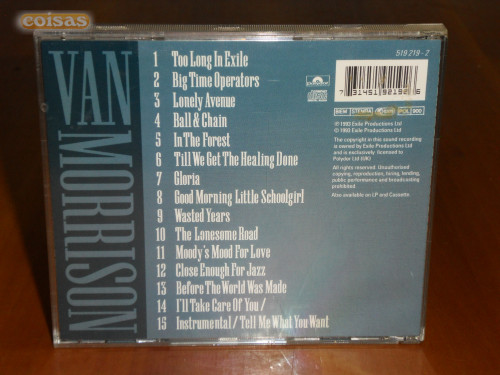 coisas
VAN MORRISON
1 Too Long In Exile
2 Big Time Operators
3 Lonely Avenue
4 Ball & Chain
5 In The Forest
6 Till We Get The Healing Done
7 Gloria
8 Good Morning Little Schoolgirl
9 Wasted Years
10 The Lonesome Road
11 Moody's Mood For Love
12 Close Enough For Jazz
13 Before The World Was Made
14 I'll Take Care Of You /
15 Instrumental / Tell Me What You Want
519 219 - 2
7 31451 92192 6
BIEM STEMRA
POL 900
℗ 1993 Exile Productions Ltd
© 1993 Exile Productions Ltd
The copyright in this sound recording
is owned by Exile Productions Ltd
and is exclusively licensed to
Polydor Ltd (UK)
All rights reserved. Unauthorised
copying, reproduction, hiring, lending,
public performance and broadcasting
prohibited.
Also available on LP and Cassette.